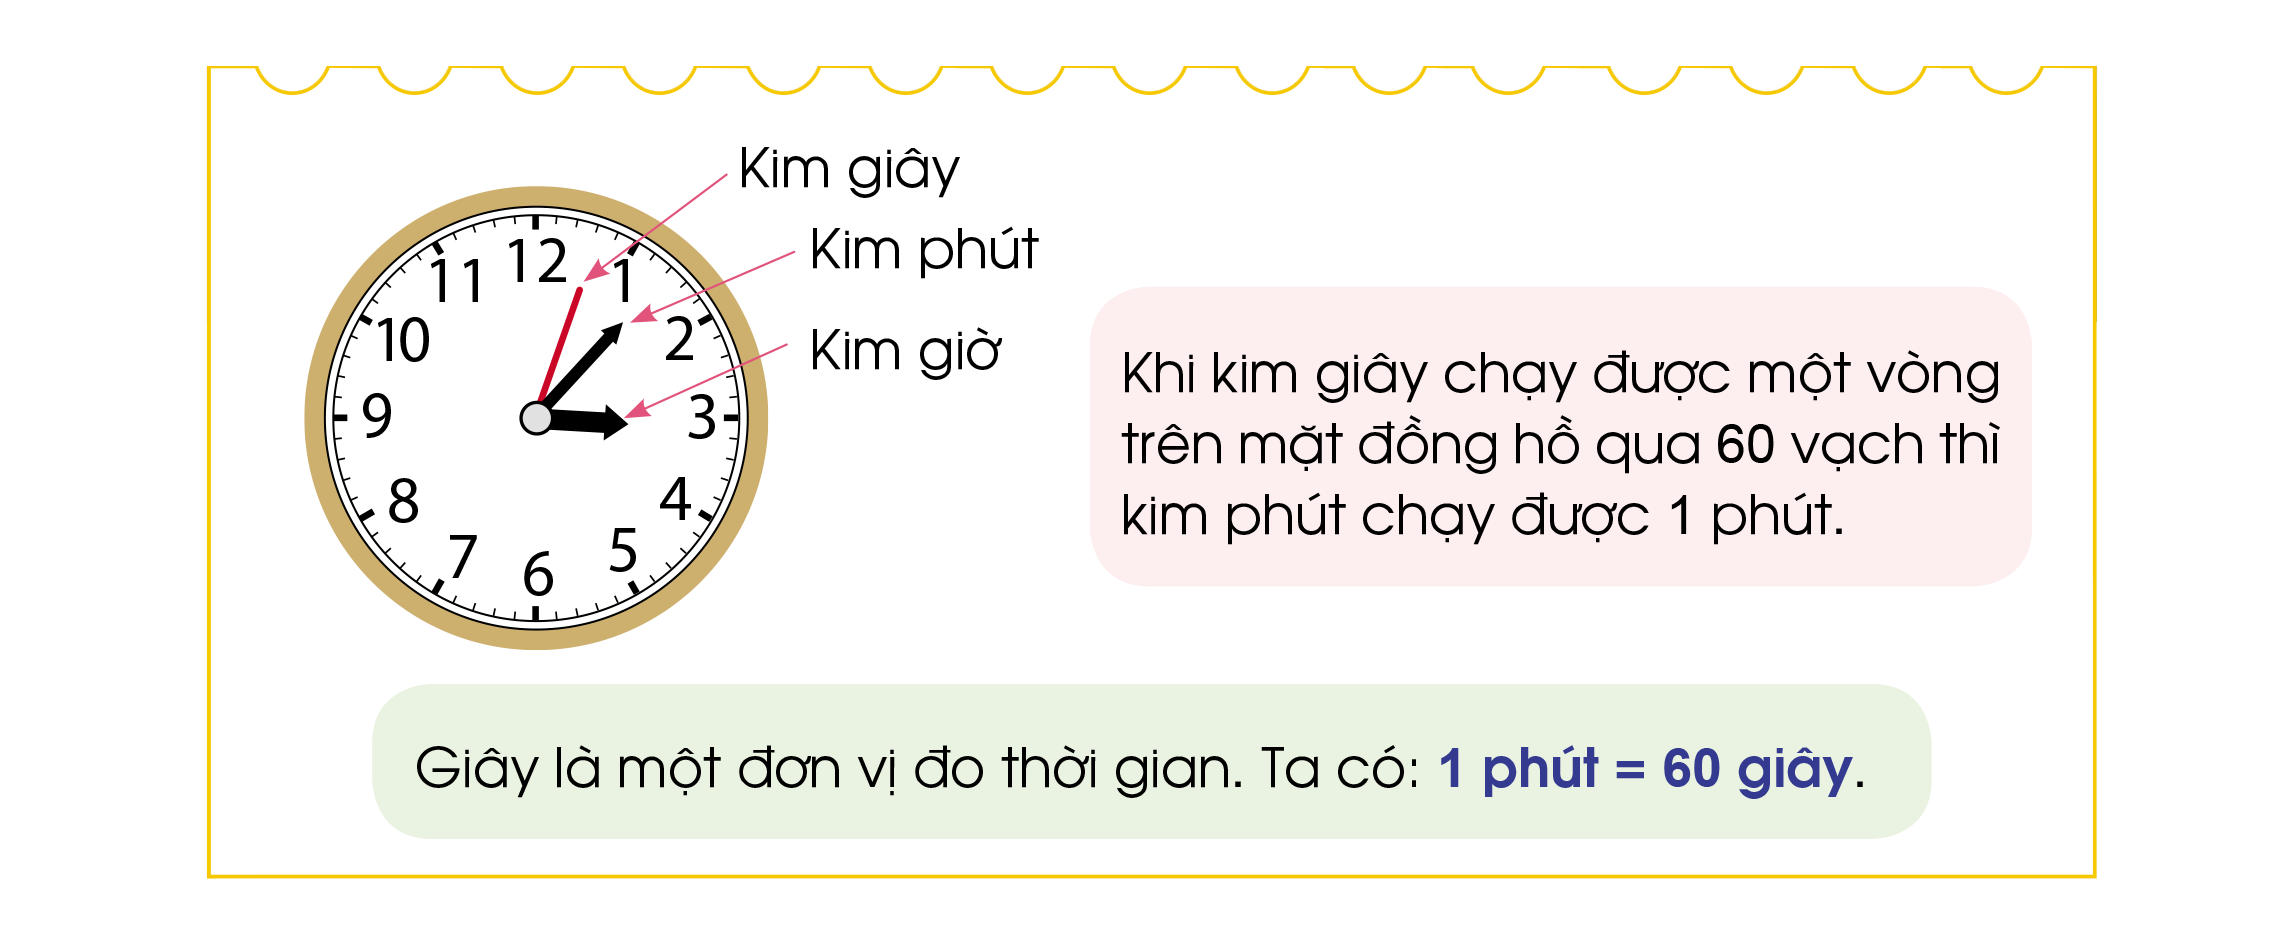 Kim giây
Kim phút
Kim giờ
12
1
2
3
4
5
6
7
8
9
10
11
Khi kim giây chạy được một vòng
trên mặt đồng hồ qua 60 vạch thì
kim phút chạy được 1 phút.
Giây là một đơn vị đo thời gian. Ta có: 1 phút = 60 giây.